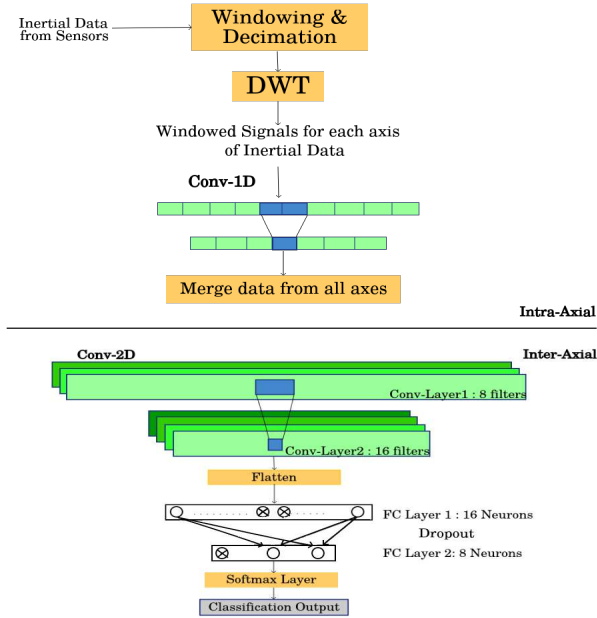 Inertial Data
from Sensors
Windowing &
Decimation
DWT
Windowed Signals for each axis
of Inertial Data
Conv-1D
Merge data from all axes
Intra-Axial
Conv-2D
Inter-Axial
Conv-Layer1 : 8 filters
Conv-Layer2 : 16 filters
Flatten
FC Layer 1 : 16 Neurons
Dropout
FC Layer 2: 8 Neurons
Softmax Layer
Classification Output